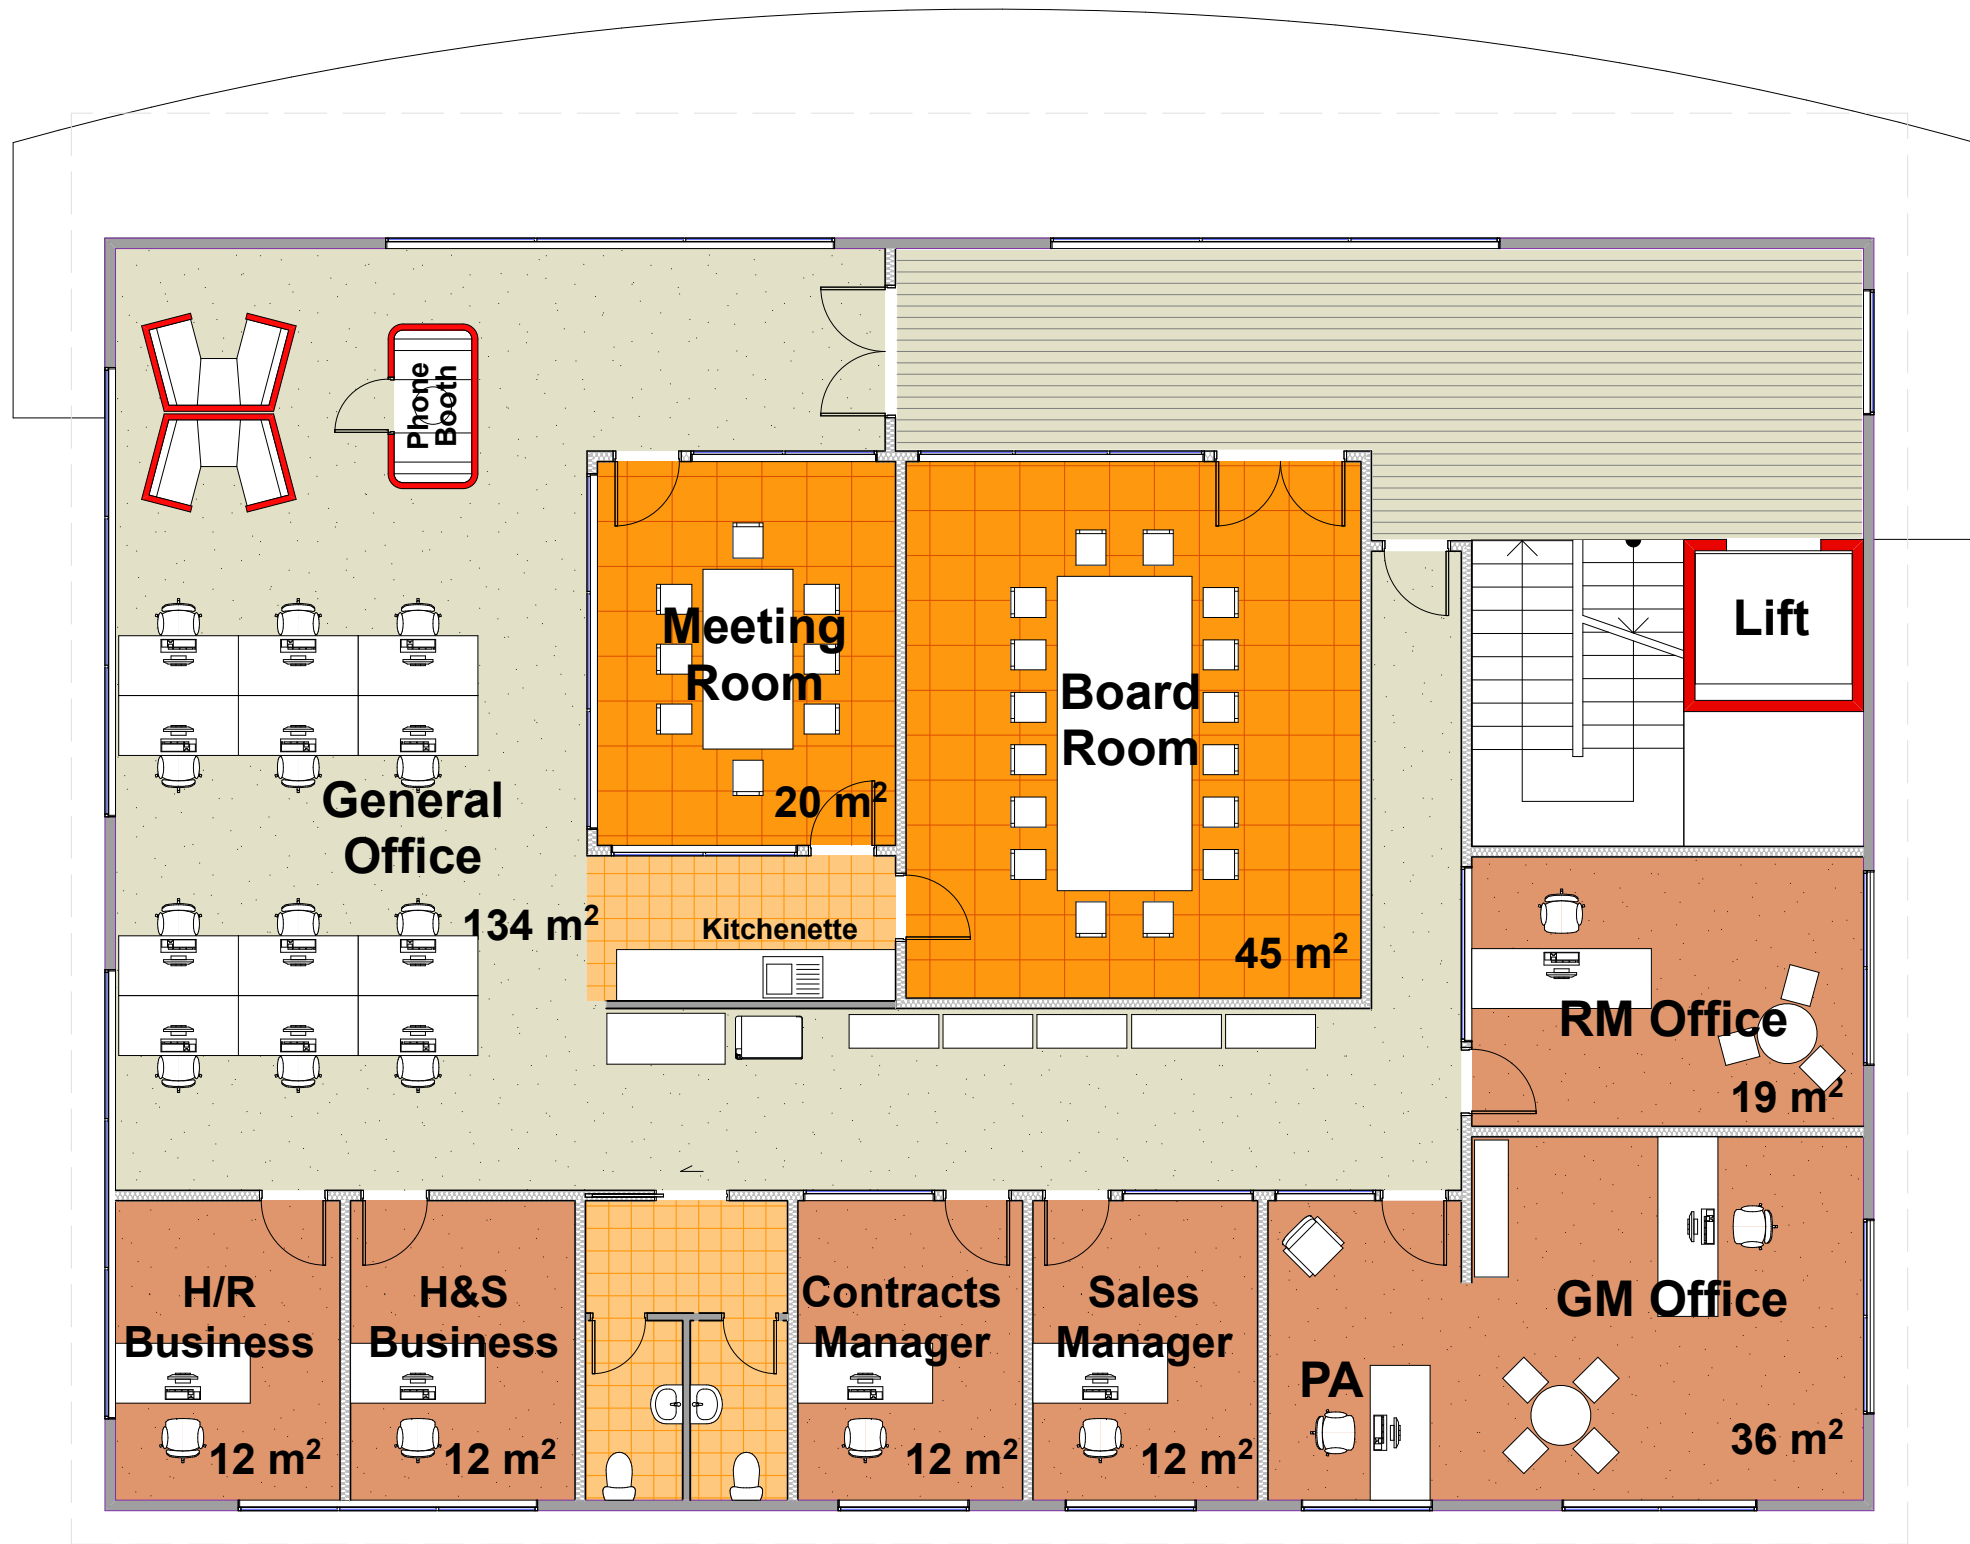 Phone
Booth
Meeting
Room
20 m²
Board
Room
45 m²
Lift
General
Office
134 m²
Kitchenette
RM Office
19 m²
H/R
Business
12 m²
H&S
Business
12 m²
Contracts
Manager
12 m²
Sales
Manager
12 m²
PA
GM Office
36 m²